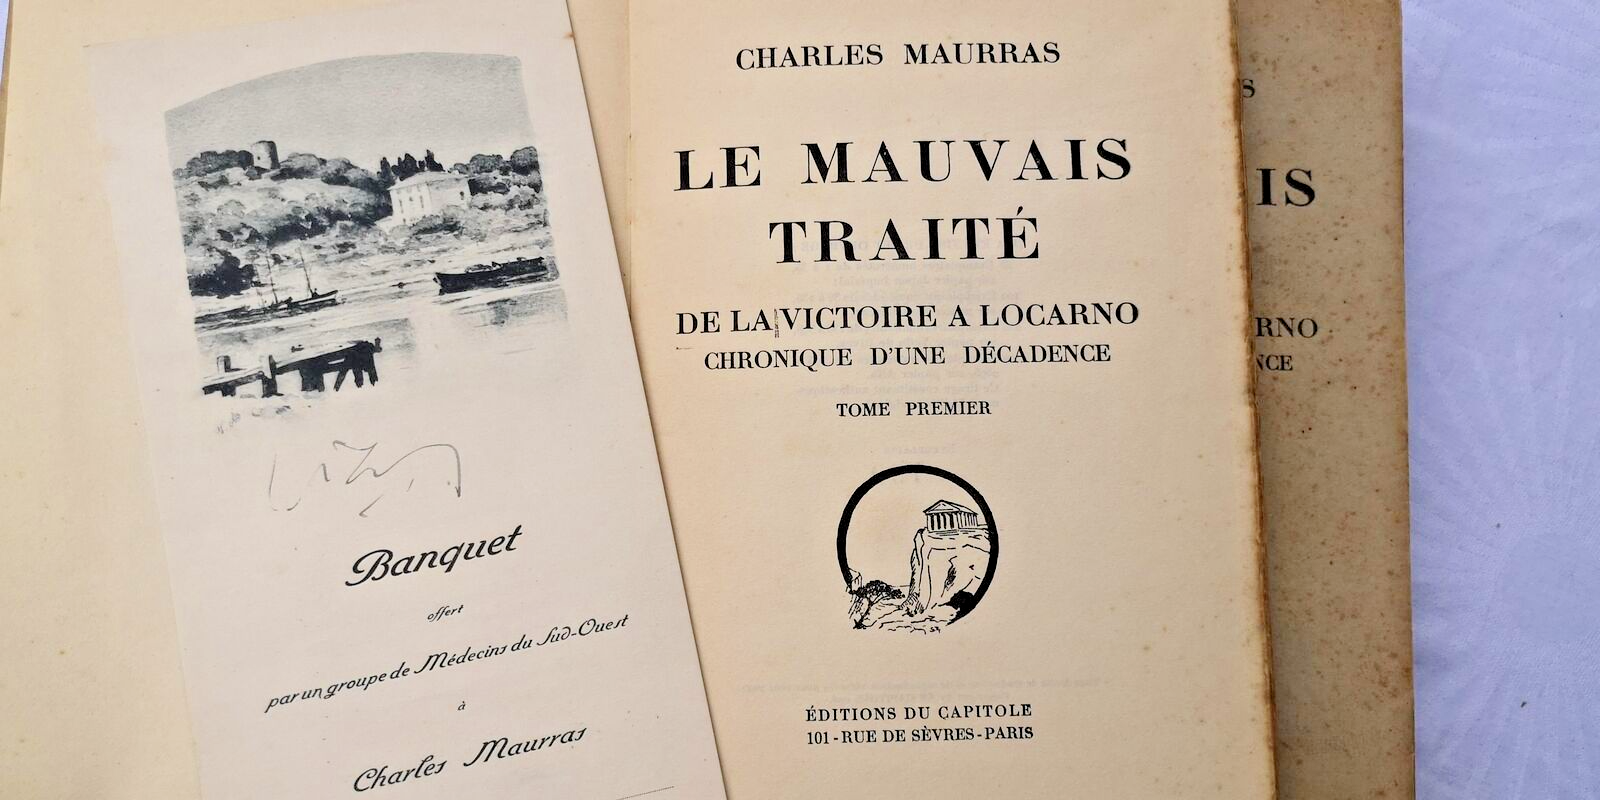 Banquet
offert
par un groupe de Médecins du Sud-Ouest
à
Charles Maurras
CHARLES MAURRAS
LE MAUVAIS
TRAITÉ
DE LA VICTOIRE A LOCARNO
CHRONIQUE D'UNE DÉCADENCE
TOME PREMIER
ÉDITIONS DU CAPITOLE
101-RUE DE SÈVRES-PARIS
S
IS
RNO
NCE